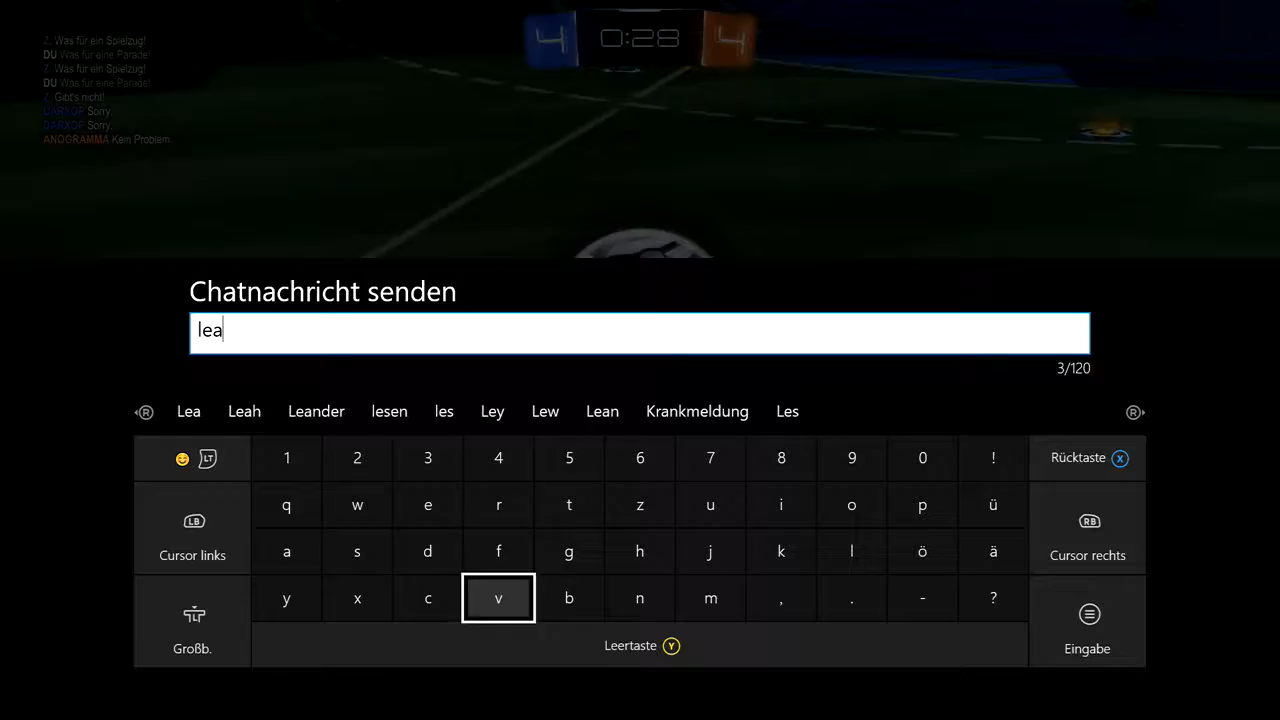 4 0:28 4
Z. Was für ein Spielzug!
DU Was für eine Parade!
Z. Was für ein Spielzug!
DU Was für eine Parade!
Z. Gibt's nicht!
DARXOP Sorry.
DARXOP Sorry.
ANOGRAMMA Kein Problem.
Chatnachricht senden
lea
3/120
R Lea Leah Leander lesen les Ley Lew Lean Krankmeldung Les R
LT 1 2 3 4 5 6 7 8 9 0 ! Rücktaste X
q w e r t z u i o p ü
LB Cursor links a s d f g h j k l ö ä RB Cursor rechts
y x c v b n m , . - ?
Großb. Leertaste Y Eingabe